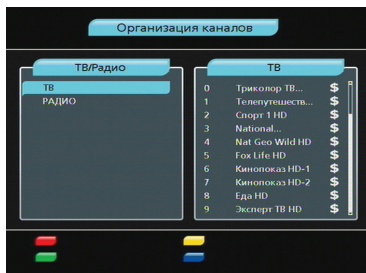 Организация каналов
ТВ/Радио
ТВ
РАДИО
ТВ
0 Триколор ТВ... $
1 Телепутешеств... $
2 Спорт 1 HD $
3 National... $
4 Nat Geo Wild HD $
5 Fox Life HD $
6 Кинопоказ HD-1 $
7 Кинопоказ HD-2 $
8 Еда HD $
9 Эксперт ТВ HD $